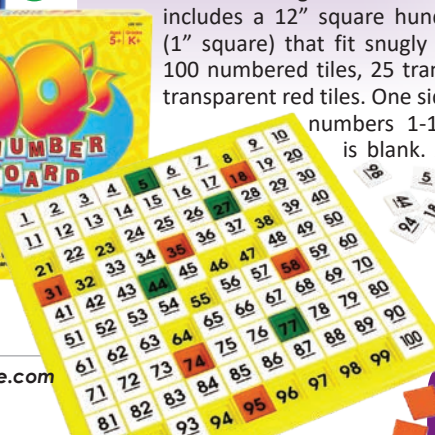 includes a 12” square hund
(1” square) that fit snugly
100 numbered tiles, 25 tran
transparent red tiles. One sid
numbers 1-1
is blank.
5+ K+
00's
NUMBER
BOARD
1 2 3 4 5 6 7 8 9 10
11 12 13 14 15 16 17 18 19 20
21 22 23 24 25 26 27 28 29 30
31 32 33 34 35 36 37 38 39 40
41 42 43 44 45 46 47 48 49 50
51 52 53 54 55 56 57 58 59 60
61 62 63 64 65 66 67 68 69 70
71 72 73 74 75 76 77 78 79 80
81 82 83 84 85 86 87 88 89 90
93 94 95 96 97 98 99 100
5
94 18
e.com